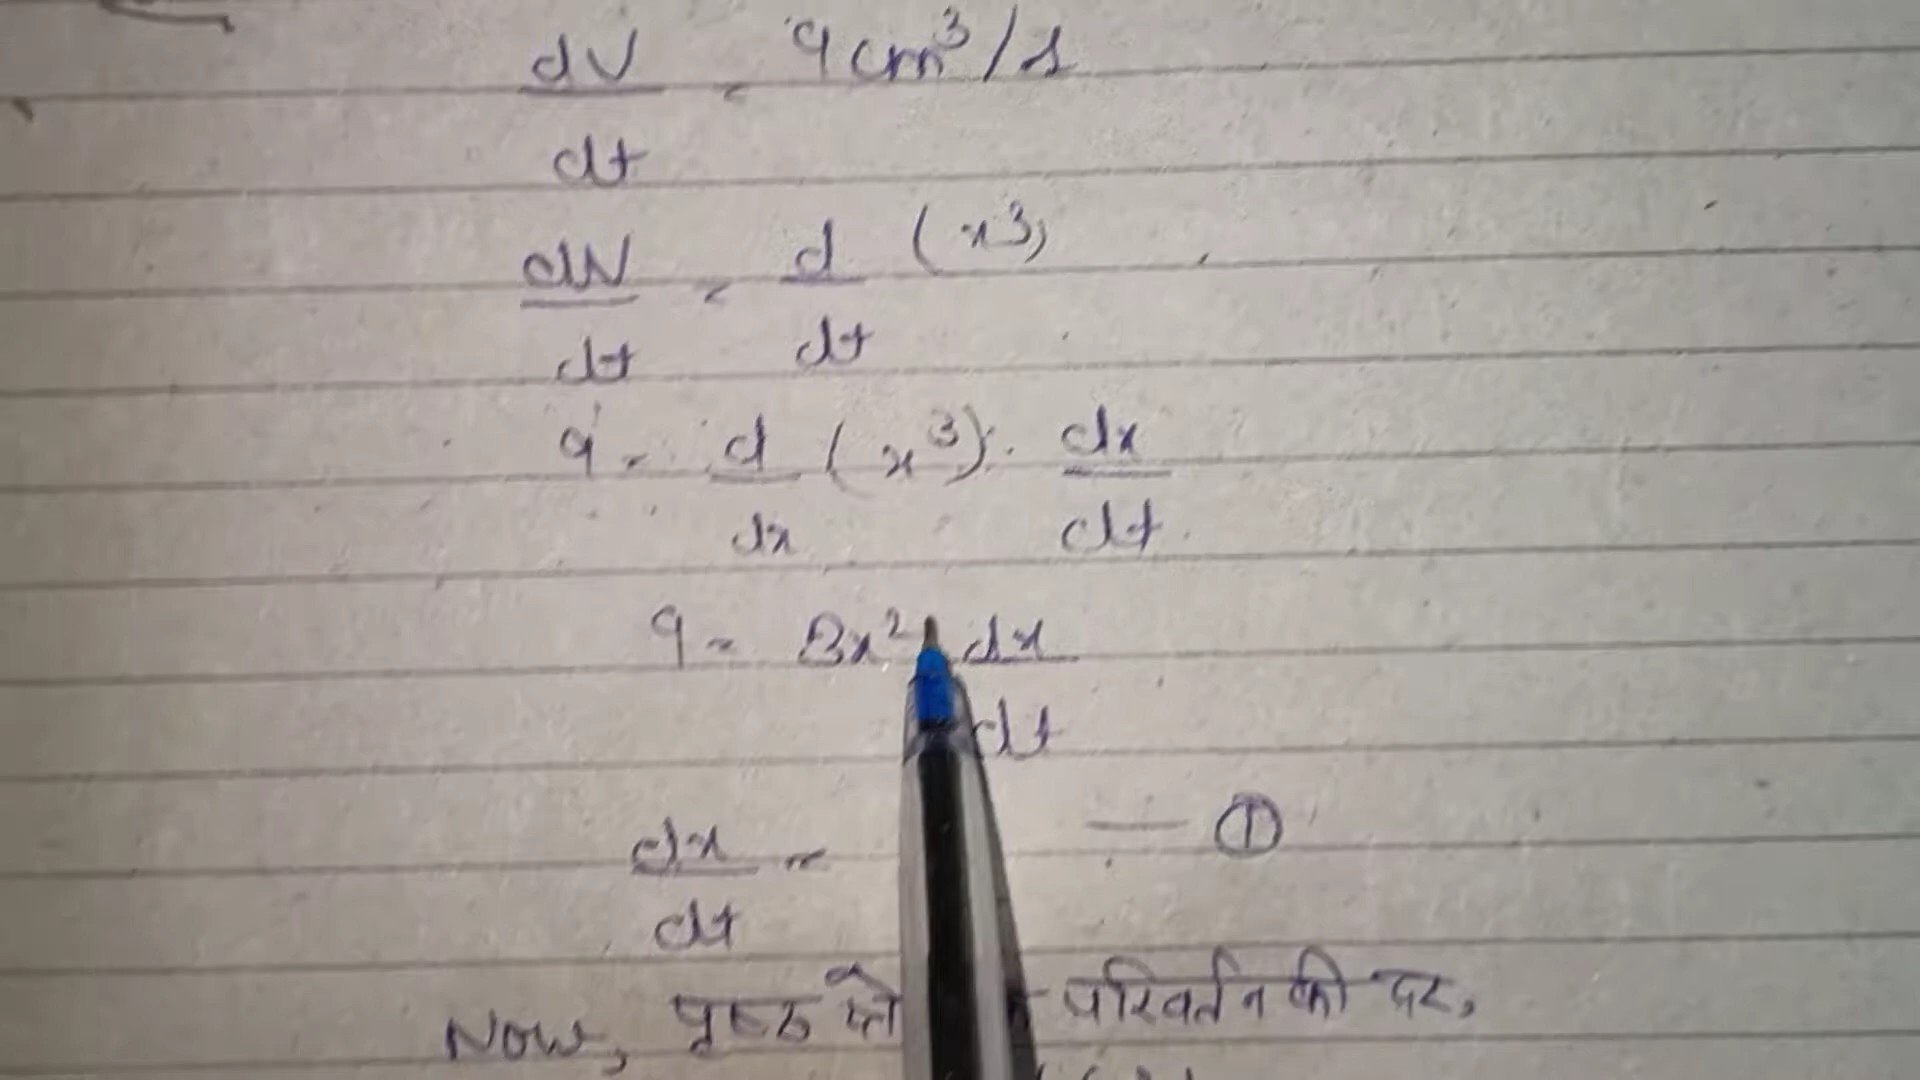 dV/dt = 9 cm³/s
dV/dt = d/dt (x³)
9 = d/dx (x³) · dx/dt
9 = 3x² dx/dt
dx/dt = — ①
Now, पृष्ठ परिवर्तन की दर,